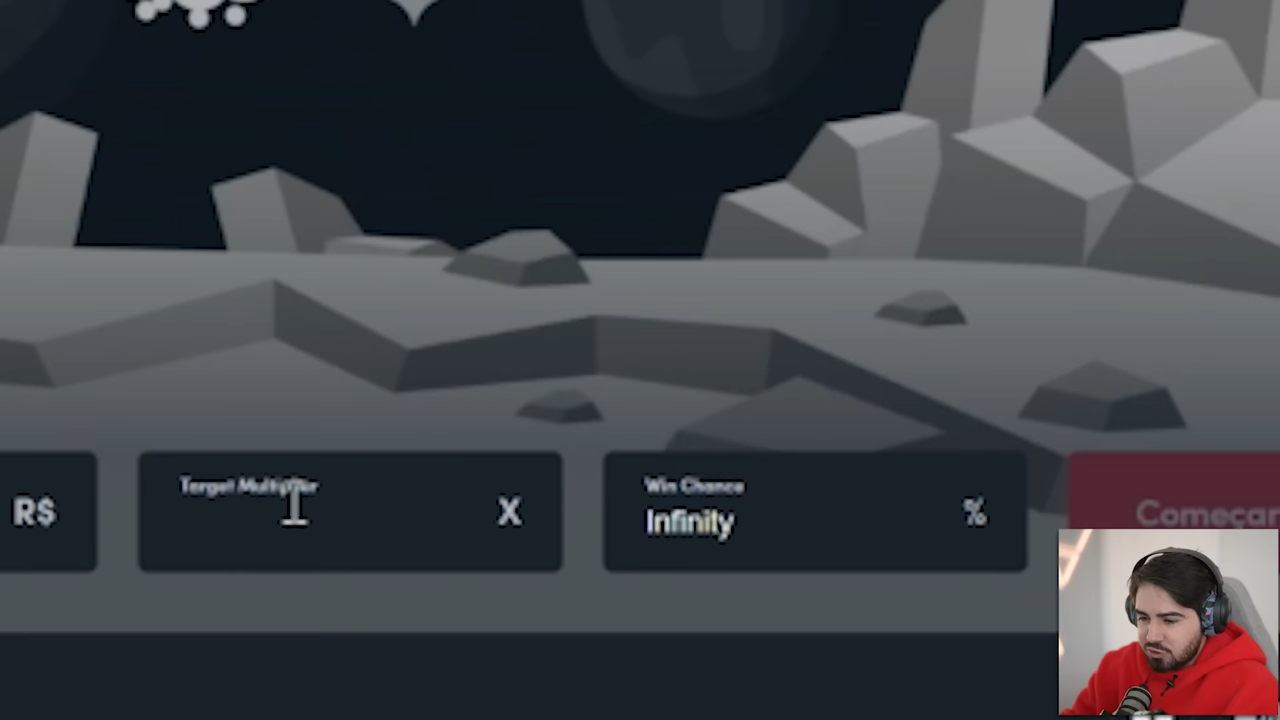 R$
Target Multiplier
X
Win Chance
Infinity
%
Começar